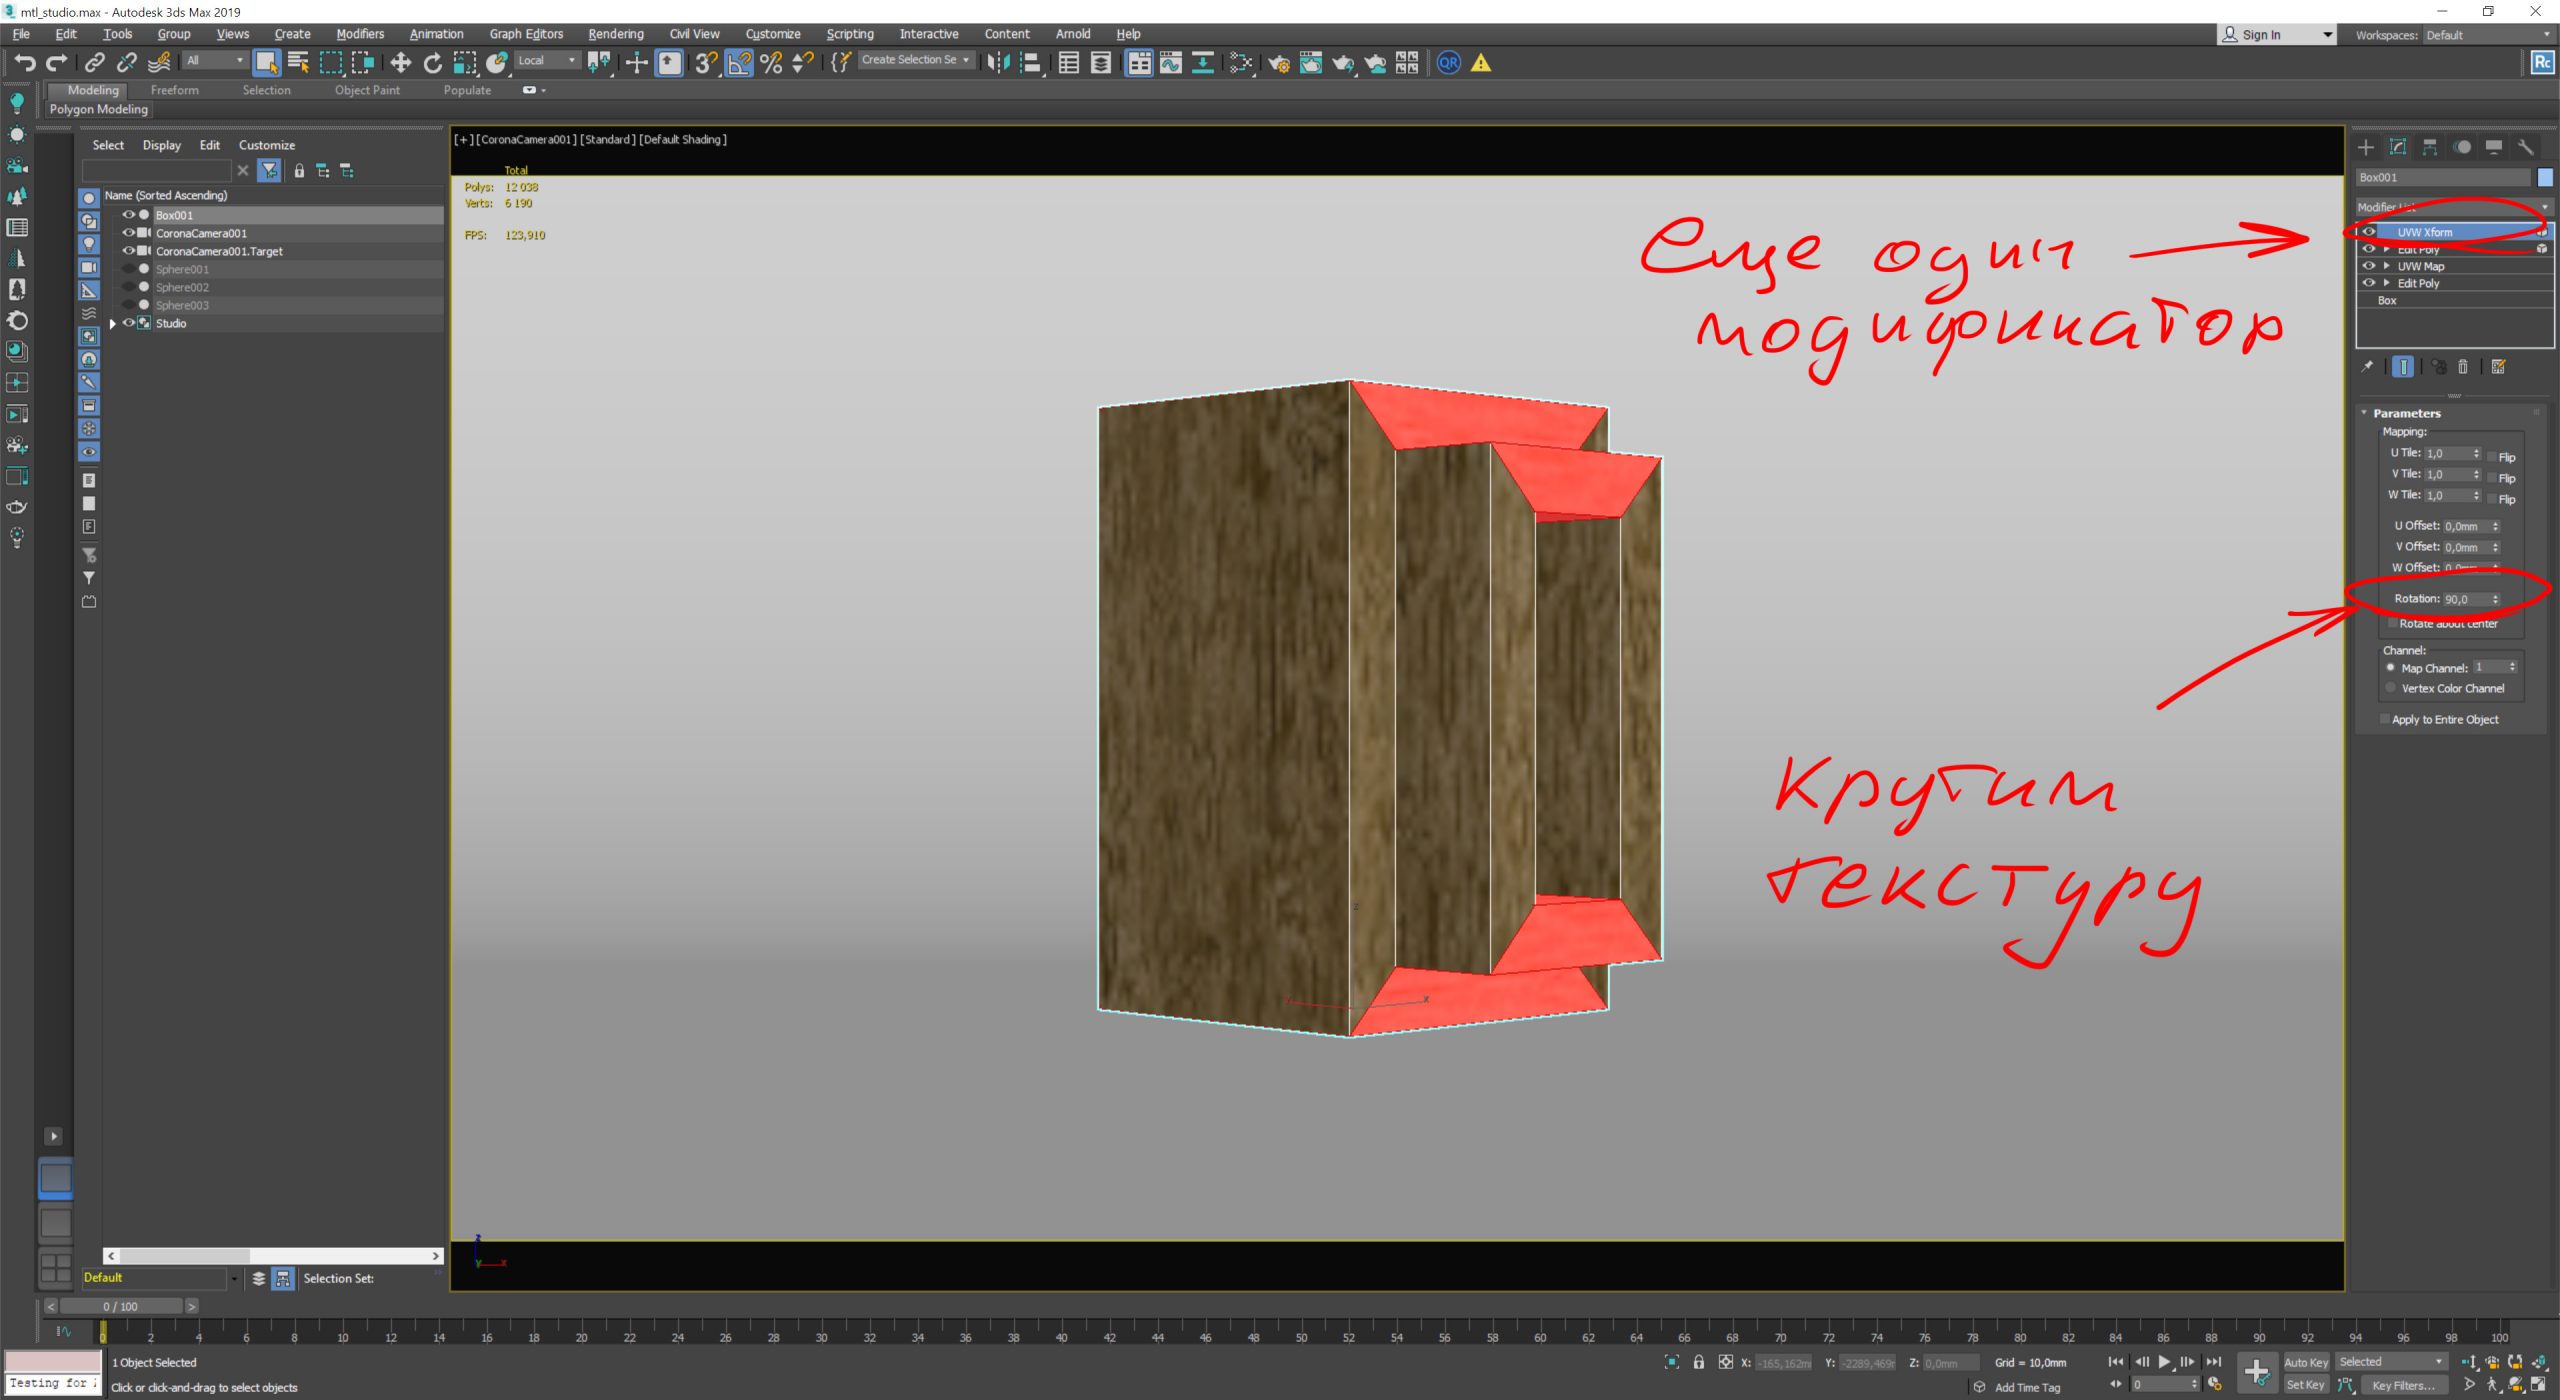 mtl_studio.max - Autodesk 3ds Max 2019
File Edit Tools Group Views Create Modifiers Animation Graph Editors Rendering Civil View Customize Scripting Interactive Content Arnold Help
Sign In
Workspaces: Default
All
Local
Create Selection Se
QR
Rc
Modeling Freeform Selection Object Paint Populate
Polygon Modeling
Select Display Edit Customize
Name (Sorted Ascending)
Box001
CoronaCamera001
CoronaCamera001.Target
Sphere001
Sphere002
Sphere003
Studio
[+] [CoronaCamera001] [Standard] [Default Shading]
Total
Polys: 12 038
Verts: 6 190
FPS: 123,910
Еще один
модификатор
Крутим
текстуру
Box001
Modifier List
UVW Xform
Edit Poly
UVW Map
Edit Poly
Box
Parameters
Mapping:
U Tile: 1,0 Flip
V Tile: 1,0 Flip
W Tile: 1,0 Flip
U Offset: 0,0mm
V Offset: 0,0mm
W Offset: 0,0mm
Rotation: 90,0
Rotate about center
Channel:
Map Channel: 1
Vertex Color Channel
Apply to Entire Object
z
x
z
y
x
Default
Selection Set:
0 / 100
0 2 4 6 8 10 12 14 16 18 20 22 24 26 28 30 32 34 36 38 40 42 44 46 48 50 52 54 56 58 60 62 64 66 68 70 72 74 76 78 80 82 84 86 88 90 92 94 96 98 100
1 Object Selected
Testing for
Click or click-and-drag to select objects
X: -165,162m Y: -2289,469r Z: 0,0mm Grid = 10,0mm
Add Time Tag
0
Auto Key Selected
Set Key Key Filters...